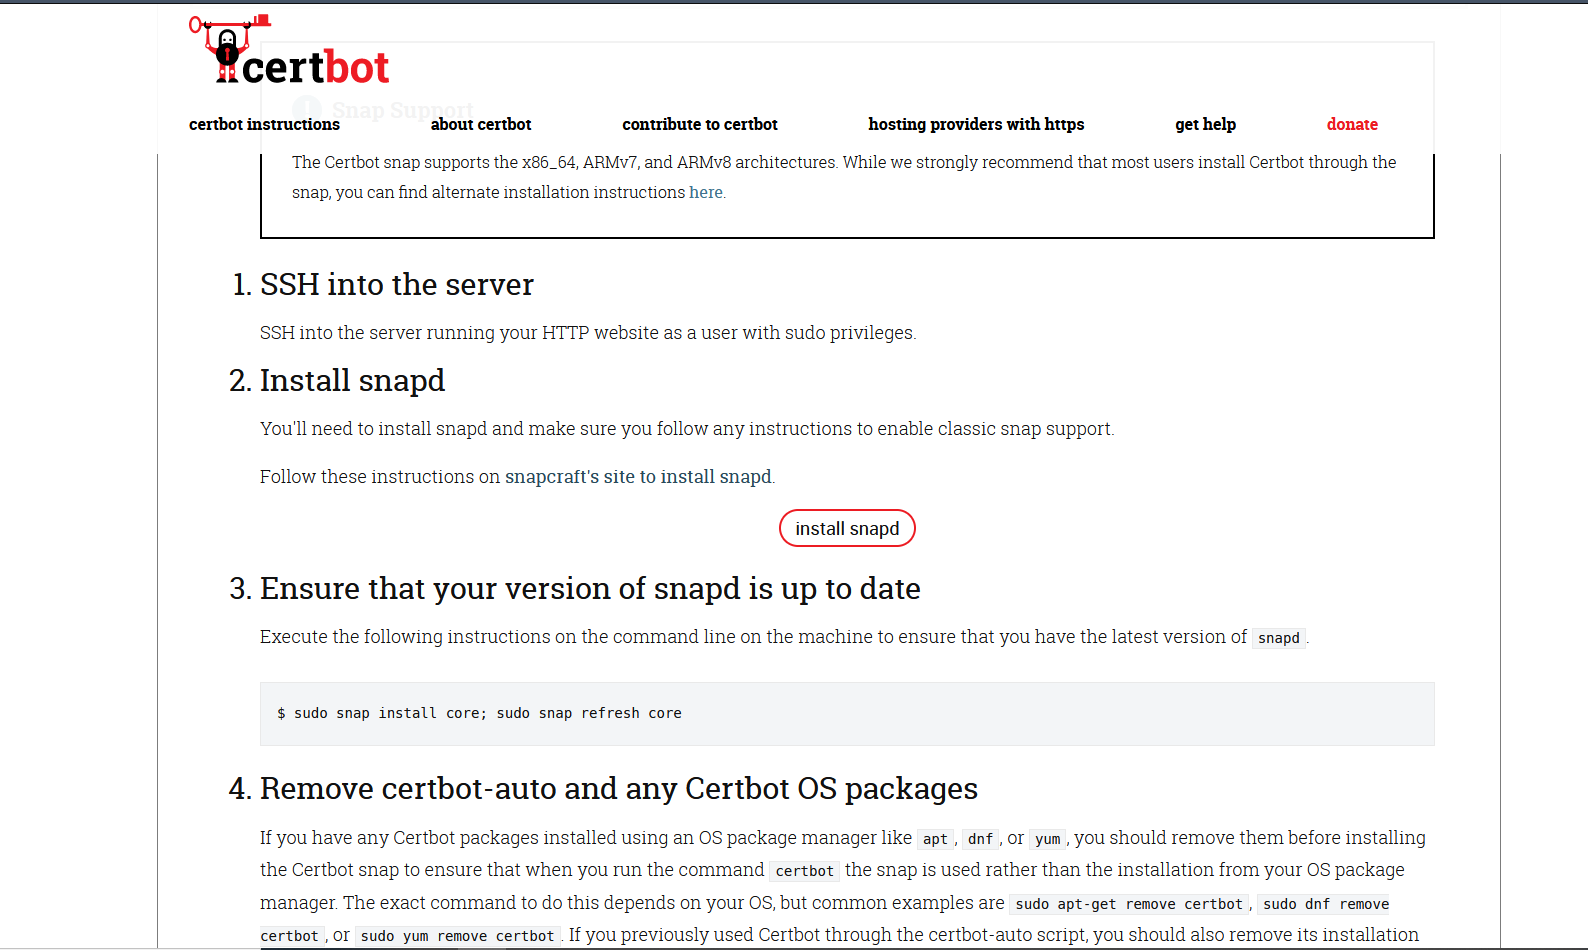 certbot
Snap Support
certbot instructions about certbot contribute to certbot hosting providers with https get help donate
The Certbot snap supports the x86_64, ARMv7, and ARMv8 architectures. While we strongly recommend that most users install Certbot through the
snap, you can find alternate installation instructions here.
1. SSH into the server
SSH into the server running your HTTP website as a user with sudo privileges.
2. Install snapd
You'll need to install snapd and make sure you follow any instructions to enable classic snap support.
Follow these instructions on snapcraft's site to install snapd.
install snapd
3. Ensure that your version of snapd is up to date
Execute the following instructions on the command line on the machine to ensure that you have the latest version of snapd.
$ sudo snap install core; sudo snap refresh core
4. Remove certbot-auto and any Certbot OS packages
If you have any Certbot packages installed using an OS package manager like apt, dnf, or yum, you should remove them before installing
the Certbot snap to ensure that when you run the command certbot the snap is used rather than the installation from your OS package
manager. The exact command to do this depends on your OS, but common examples are sudo apt-get remove certbot, sudo dnf remove
certbot, or sudo yum remove certbot. If you previously used Certbot through the certbot-auto script, you should also remove its installation